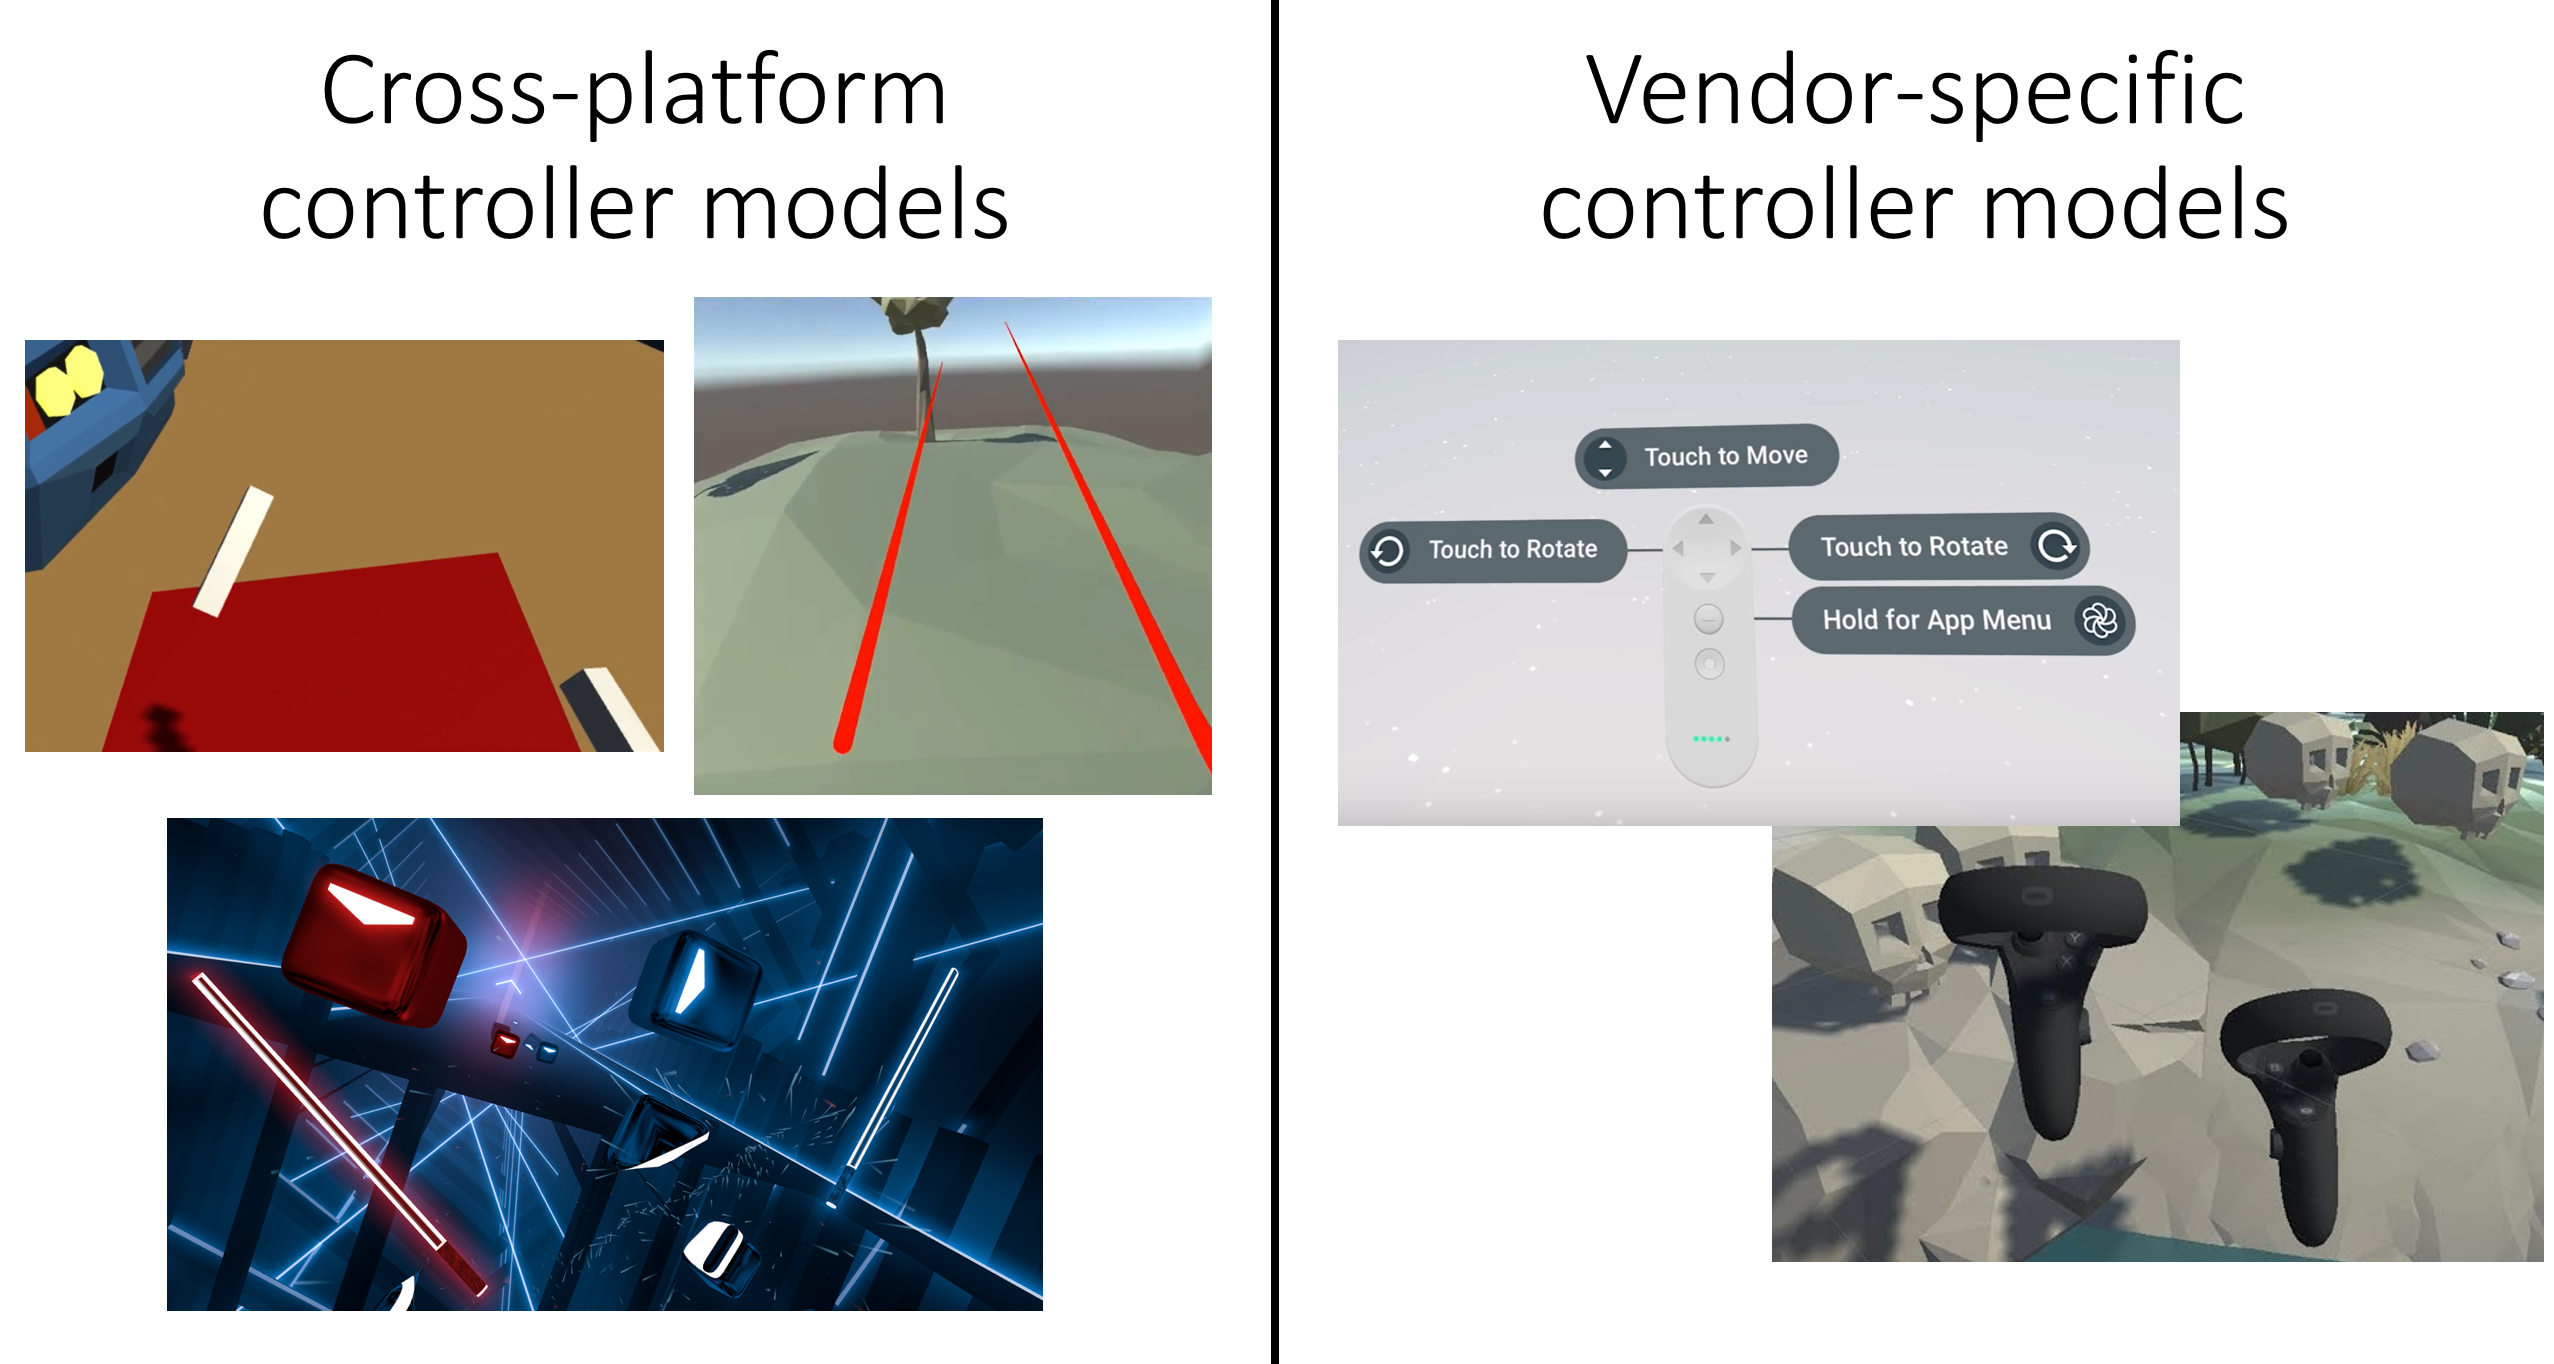 Cross-platform
controller models
Vendor-specific
controller models
Touch to Move
Touch to Rotate
Touch to Rotate
Hold for App Menu
Y
X
B